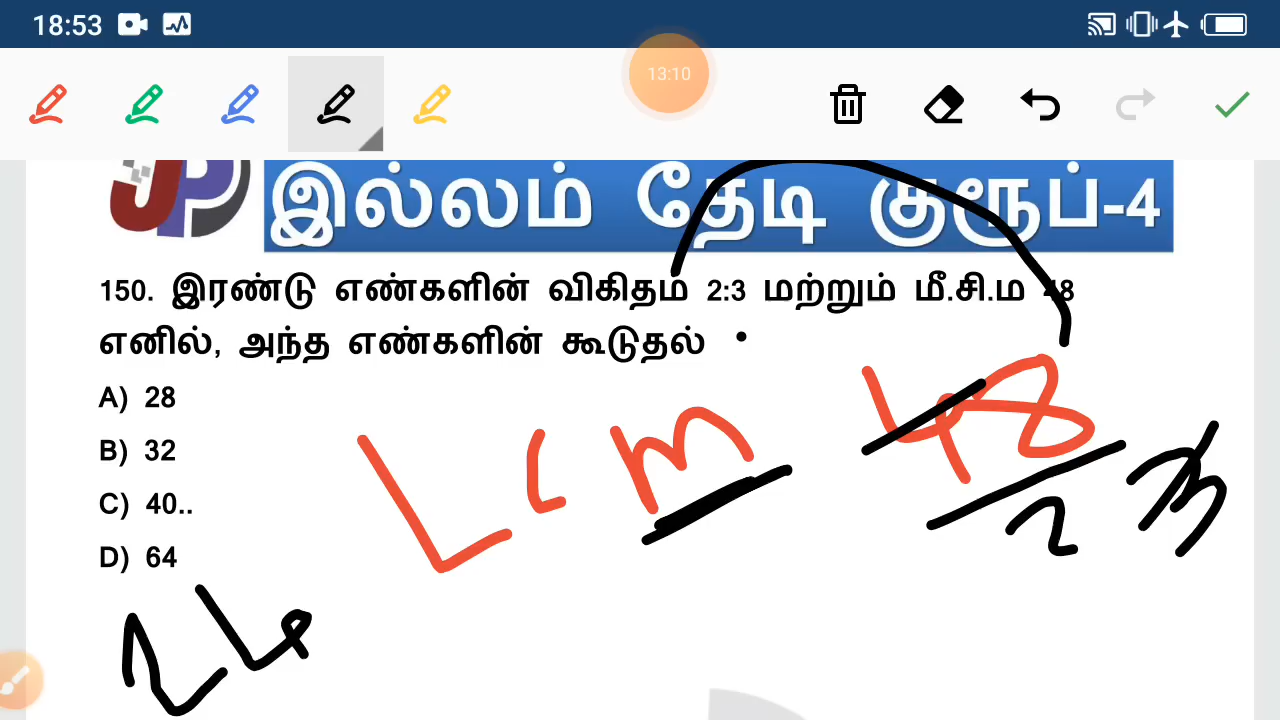 18:53
13:10
JP இல்லம் தேடி குரூப்-4
150. இரண்டு எண்களின் விகிதம் 2:3 மற்றும் மீ.சி.ம 48
எனில், அந்த எண்களின் கூடுதல்
A) 28
B) 32
C) 40..
D) 64
LCM 48
2 x 3
24